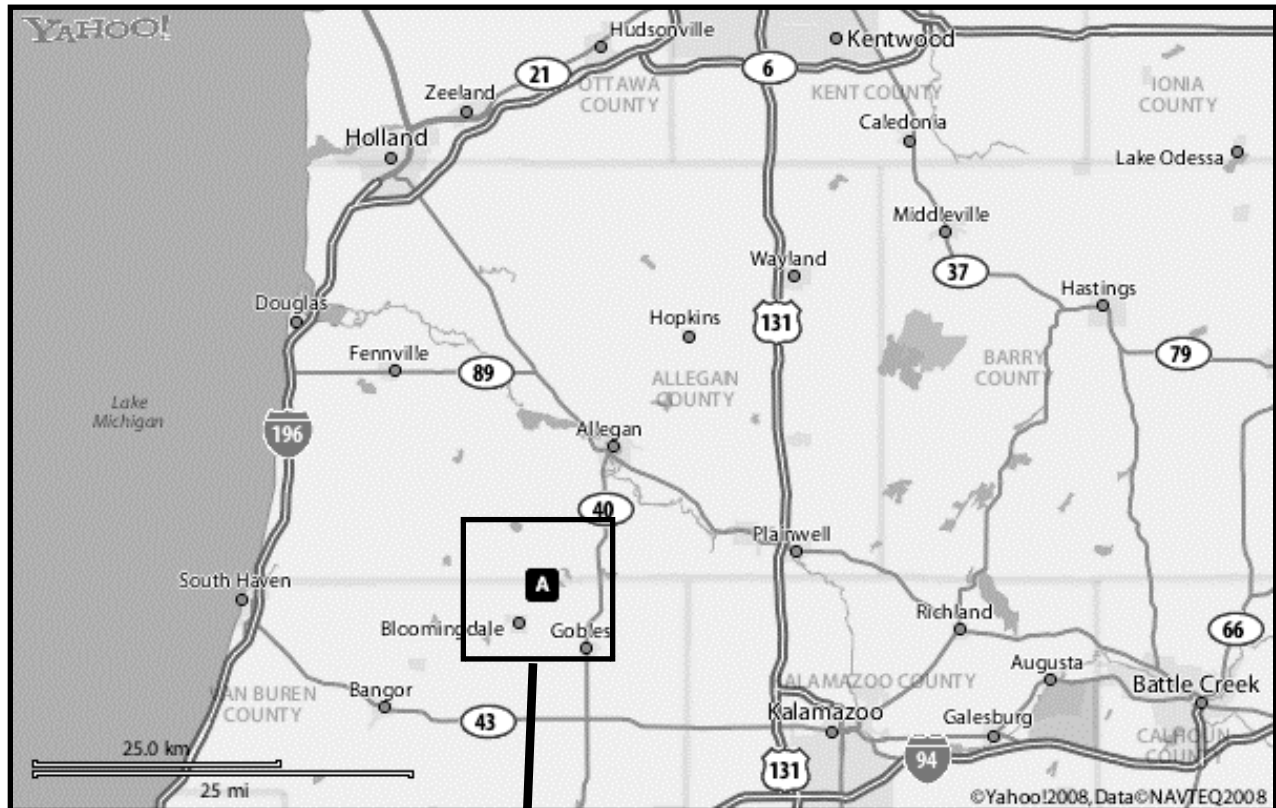 YAHOO!
Hudsonville
Kentwood
21
6
OTTAWA
COUNTY
KENT COUNTY
IONIA
COUNTY
Zeeland
Caledonia
Holland
Lake Odessa
Middleville
Wayland
37
Hastings
Douglas
Hopkins
131
Fennville
89
ALLEGAN
COUNTY
BARRY
COUNTY
79
Lake
Michigan
196
Allegan
40
Plainwell
South Haven
A
Bloomingdale
Gobles
Richland
66
Augusta
VAN BUREN
COUNTY
Bangor
KALAMAZOO COUNTY
Battle Creek
43
Kalamazoo
Galesburg
CALHOUN
COUNTY
25.0 km
94
131
25 mi
©Yahoo!2008,Data©NAVTEQ2008